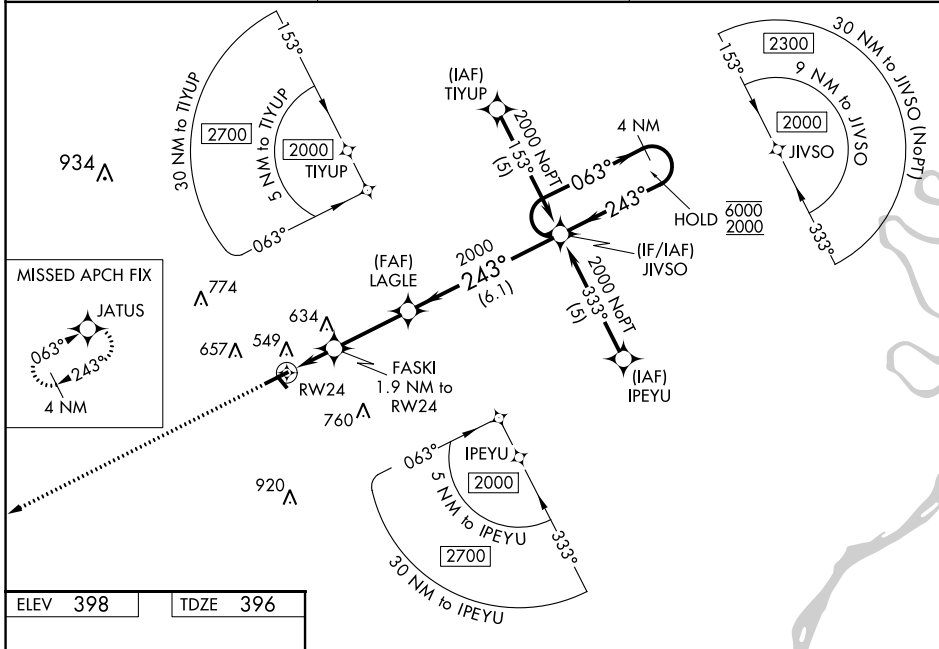 153°
30 NM to TIYUP
2700
5 NM to TIYUP
2000
TIYUP
063°
934
(IAF)
TIYUP
2000 NoPT
153°
(5)
4 NM
063°
243°
HOLD 6000
2000
(IF/IAF)
JIVSO
153°
2300
30 NM to JIVSO (NoPT)
9 NM to JIVSO
2000
JIVSO
333°
2000
243°
(6.1)
(FAF)
LAGLE
2000 NoPT
333°
(5)
(IAF)
IPEYU
MISSED APCH FIX
JATUS
063°
243°
4 NM
774
634
657
549
RW24
FASKI
1.9 NM to
RW24
760
920
063°
IPEYU
2000
5 NM to IPEYU
333°
2700
30 NM to IPEYU
ELEV 398
TDZE 396